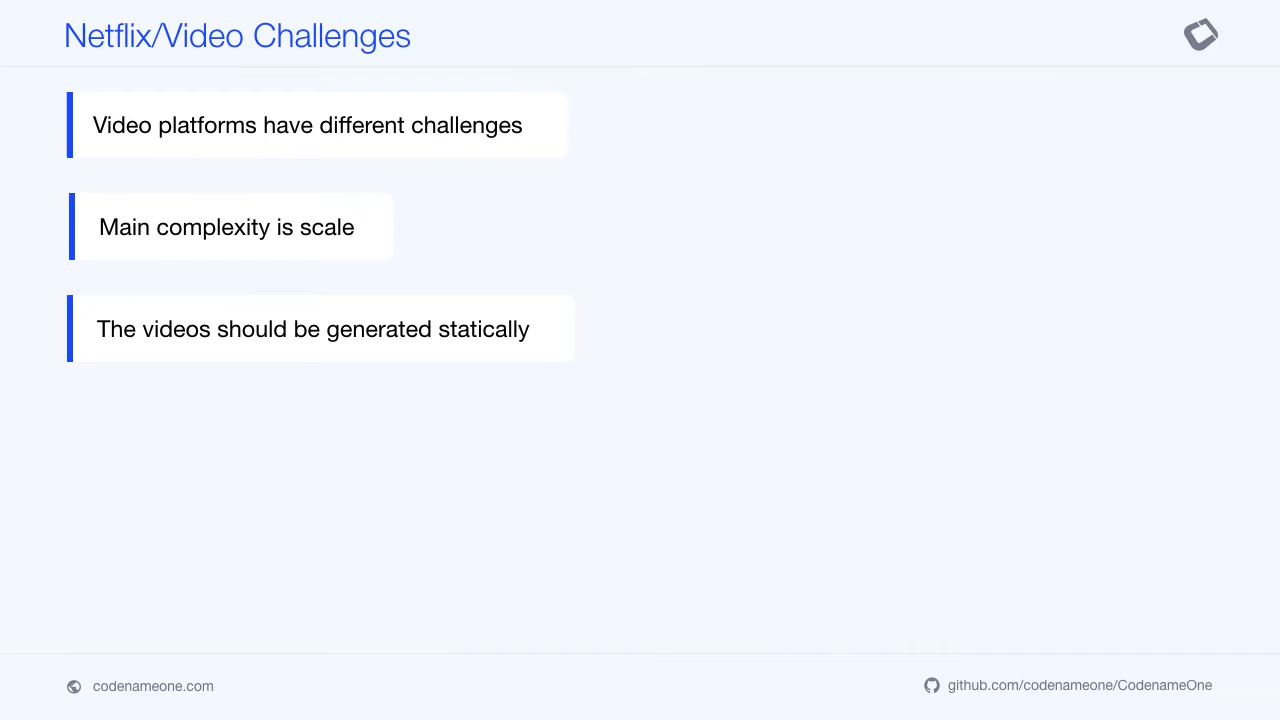 Netflix/Video Challenges
Video platforms have different challenges
Main complexity is scale
The videos should be generated statically
codenameone.com
github.com/codenameone/CodenameOne